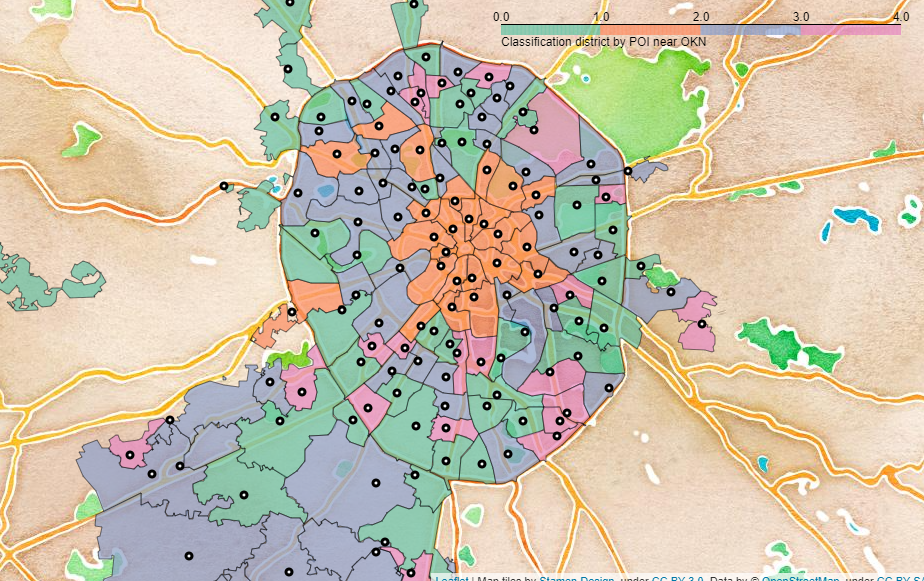 0.0 1.0 2.0 3.0 4.0
Classification district by POI near OKN
Leaflet | Map tiles by Stamen Design, under CC BY 3.0. Data by © OpenStreetMap, under CC BY